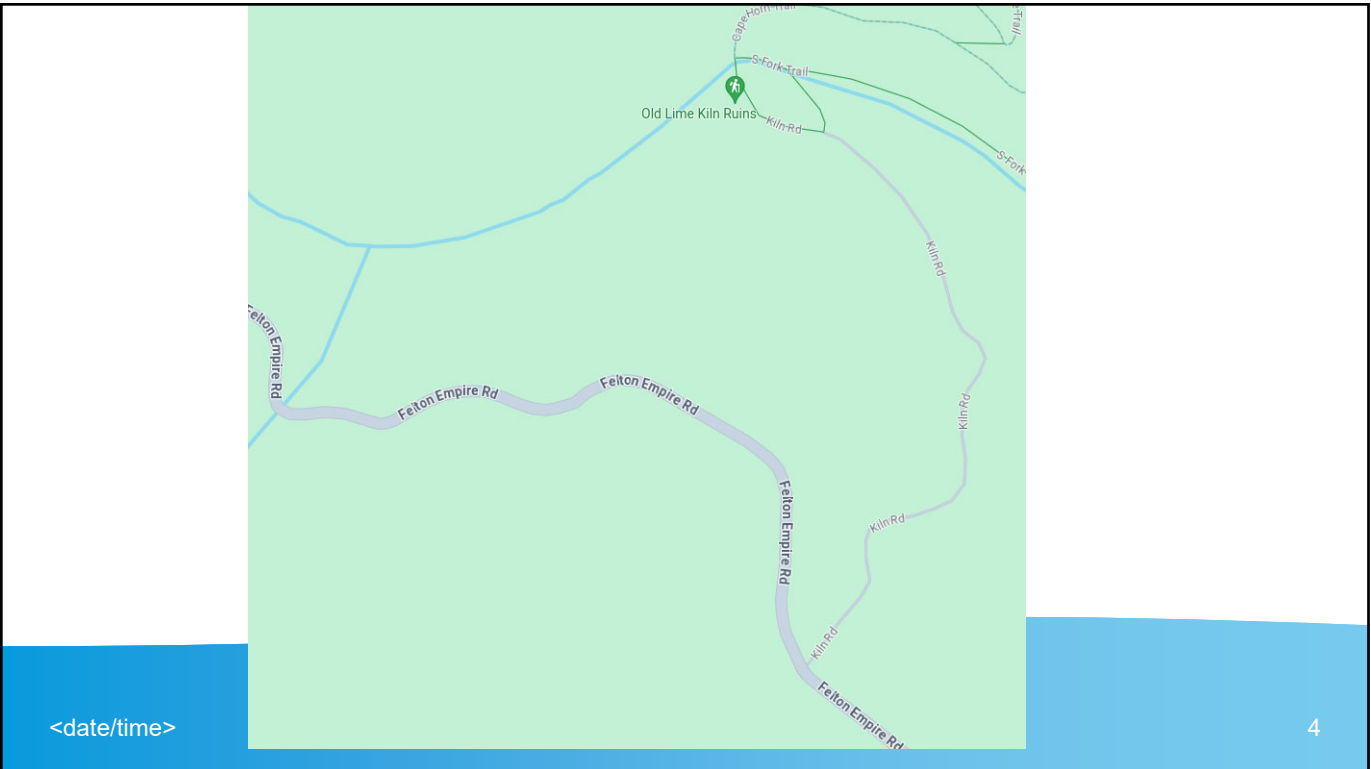 Cape Horn Trail
Trail
S Fork Trail
Old Lime Kiln Ruins
Kiln Rd
S Fork
Kiln Rd
Felton Empire Rd
Felton Empire Rd
Felton Empire Rd
Kiln Rd
Felton Empire Rd
Kiln Rd
Kiln Rd
Felton Empire Rd
<date/time>
4